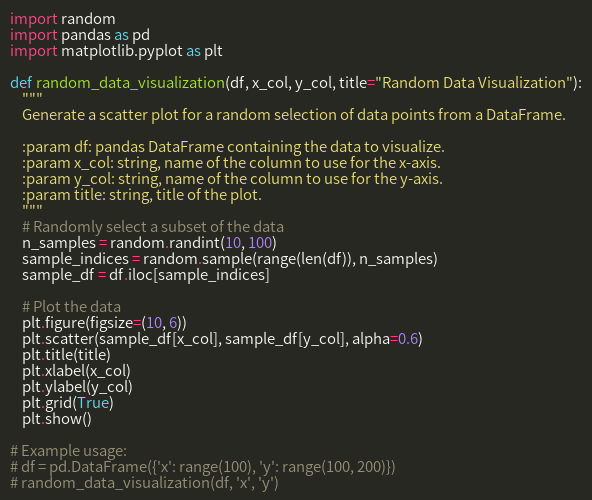 import random
import pandas as pd
import matplotlib.pyplot as plt

def random_data_visualization(df, x_col, y_col, title="Random Data Visualization"):
    """
    Generate a scatter plot for a random selection of data points from a DataFrame.

    :param df: pandas DataFrame containing the data to visualize.
    :param x_col: string, name of the column to use for the x-axis.
    :param y_col: string, name of the column to use for the y-axis.
    :param title: string, title of the plot.
    """
    # Randomly select a subset of the data
    n_samples = random.randint(10, 100)
    sample_indices = random.sample(range(len(df)), n_samples)
    sample_df = df.iloc[sample_indices]

    # Plot the data
    plt.figure(figsize=(10, 6))
    plt.scatter(sample_df[x_col], sample_df[y_col], alpha=0.6)
    plt.title(title)
    plt.xlabel(x_col)
    plt.ylabel(y_col)
    plt.grid(True)
    plt.show()

# Example usage:
# df = pd.DataFrame({'x': range(100), 'y': range(100, 200)})
# random_data_visualization(df, 'x', 'y')